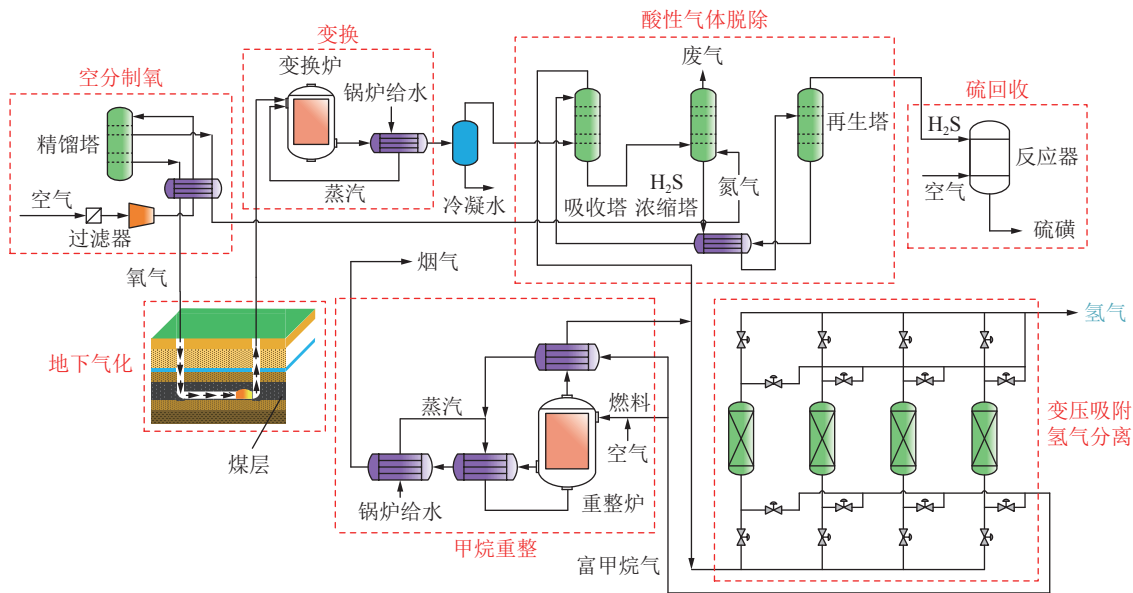 酸性气体脱除
变换
空分制氧
硫回收
变换炉
锅炉给水
废气
H₂S
精馏塔
再生塔
反应器
空气
蒸汽
冷凝水
吸收塔
H₂S
浓缩塔
氮气
空气
过滤器
硫磺
氧气
烟气
氢气
地下气化
煤层
蒸汽
燃料
空气
变压吸附
氢气分离
锅炉给水
重整炉
甲烷重整
富甲烷气